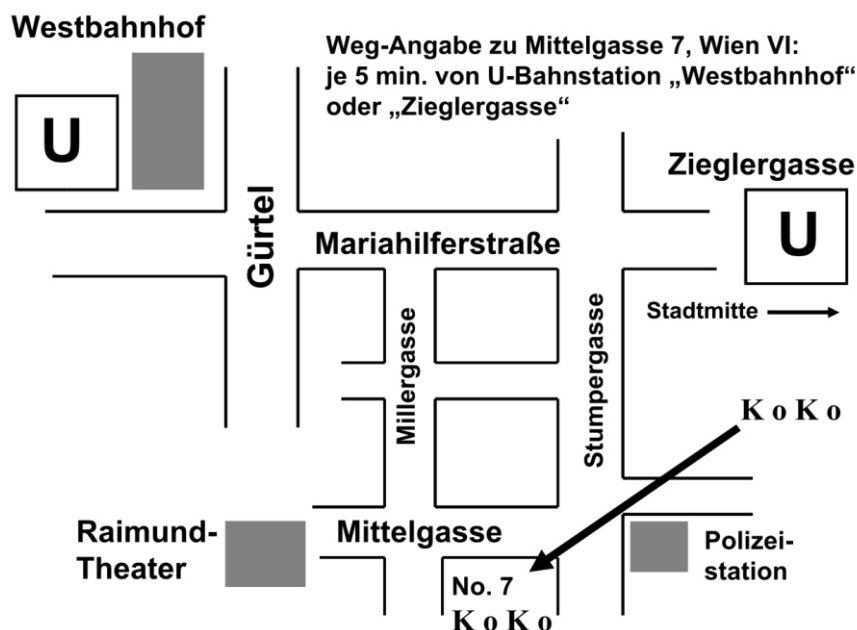 Westbahnhof
U
Weg-Angabe zu Mittelgasse 7, Wien VI:
je 5 min. von U-Bahnstation „Westbahnhof“
oder „Zieglergasse“
Zieglergasse
U
Gürtel
Mariahilferstraße
Stadtmitte
Millergasse
Stumpergasse
K o K o
Raimund-
Theater
Mittelgasse
Polizei-
station
No. 7
K o K o